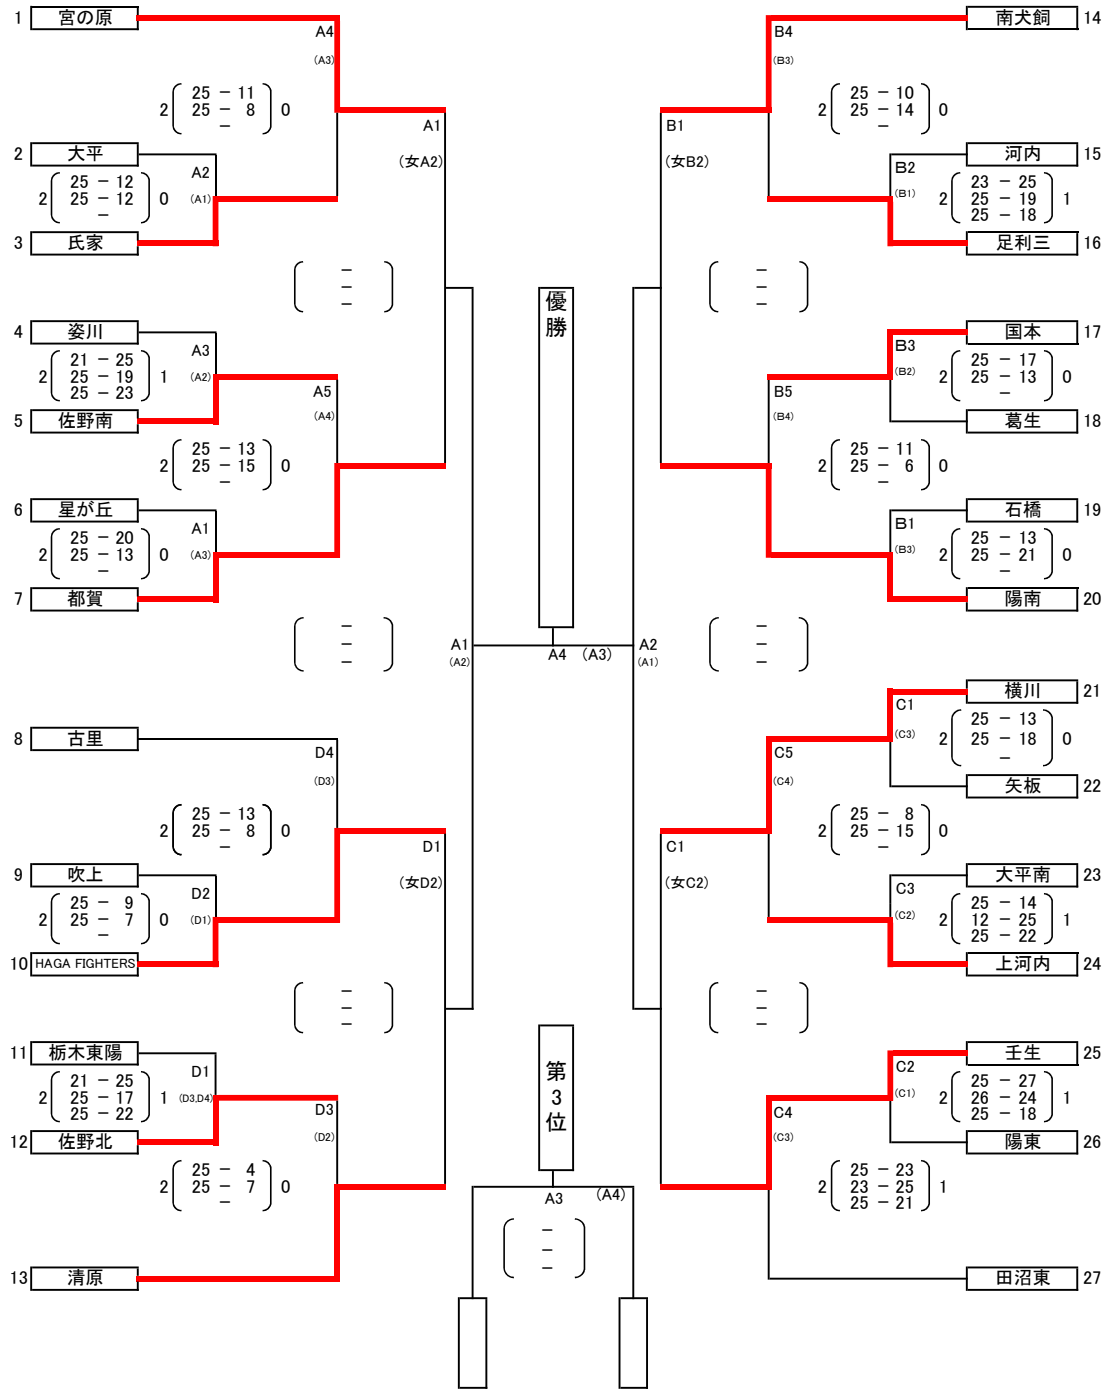 1 宮の原
A4
(A3)
2 25 - 11 0
25 - 8
-
A1
(女A2)
2 大平
A2
(A1)
2 25 - 12 0
25 - 12
-
3 氏家
-
-
-
4 姿川
A3
(A2)
2 21 - 25 1
25 - 19
25 - 23
5 佐野南
A5
(A4)
2 25 - 13 0
25 - 15
-
6 星が丘
A1
(A3)
2 25 - 20 0
25 - 13
-
7 都賀
-
-
-
A1
(A2)
8 古里
D4
(D3)
2 25 - 13 0
25 - 8
-
D1
(女D2)
9 吹上
D2
(D1)
2 25 - 9 0
25 - 7
-
10 HAGA FIGHTERS
-
-
-
11 栃木東陽
D1
(D3,D4)
2 21 - 25 1
25 - 17
25 - 22
12 佐野北
D3
(D2)
2 25 - 4 0
25 - 7
-
13 清原
優勝
A4 (A3)
第3位
A3 (A4)
-
-
-
南犬飼 14
B4
(B3)
2 25 - 10 0
25 - 14
-
B1
(女B2)
河内 15
B2
(B1)
2 23 - 25 1
25 - 19
25 - 18
足利三 16
-
-
-
国本 17
B3
(B2)
2 25 - 17 0
25 - 13
-
葛生 18
B5
(B4)
2 25 - 11 0
25 - 6
-
石橋 19
B1
(B3)
2 25 - 13 0
25 - 21
-
陽南 20
-
-
-
A2
(A1)
横川 21
C1
(C3)
2 25 - 13 0
25 - 18
-
矢板 22
C5
(C4)
2 25 - 8 0
25 - 15
-
C1
(女C2)
大平南 23
C3
(C2)
2 25 - 14 1
12 - 25
25 - 22
上河内 24
-
-
-
壬生 25
C2
(C1)
2 25 - 27 1
26 - 24
25 - 18
陽東 26
C4
(C3)
2 25 - 23 1
23 - 25
25 - 21
田沼東 27